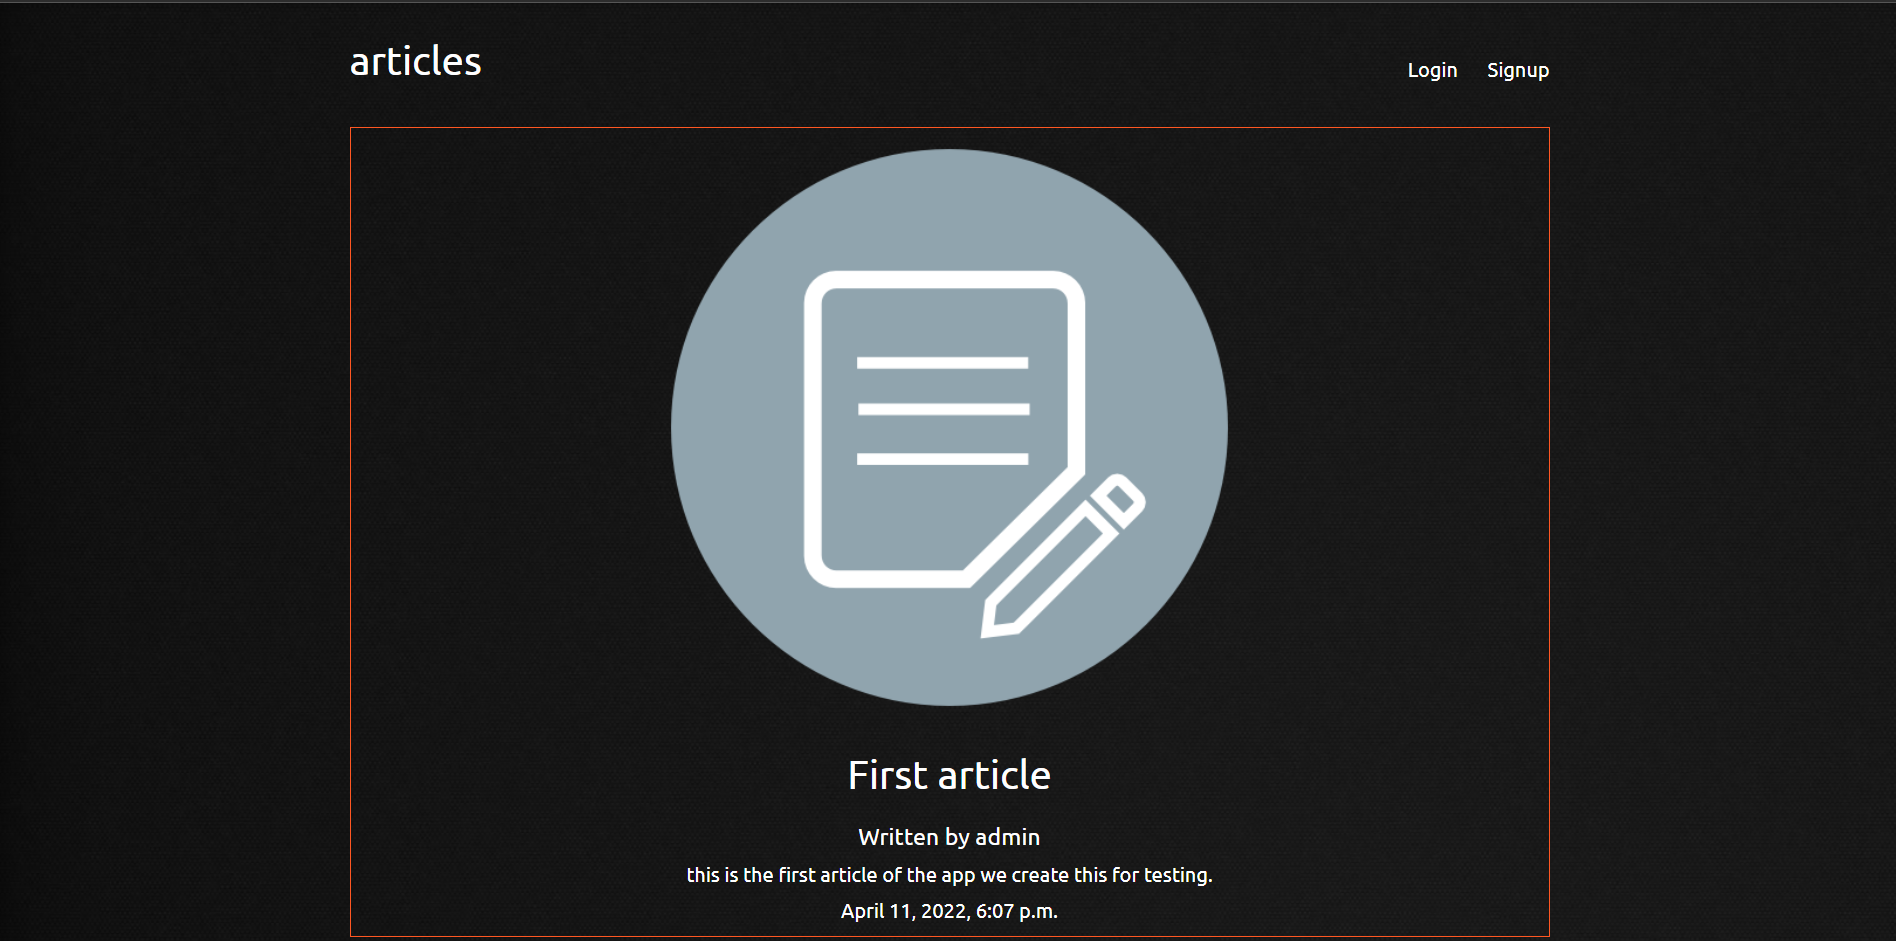 articles
Login Signup
First article
Written by admin
this is the first article of the app we create this for testing.
April 11, 2022, 6:07 p.m.